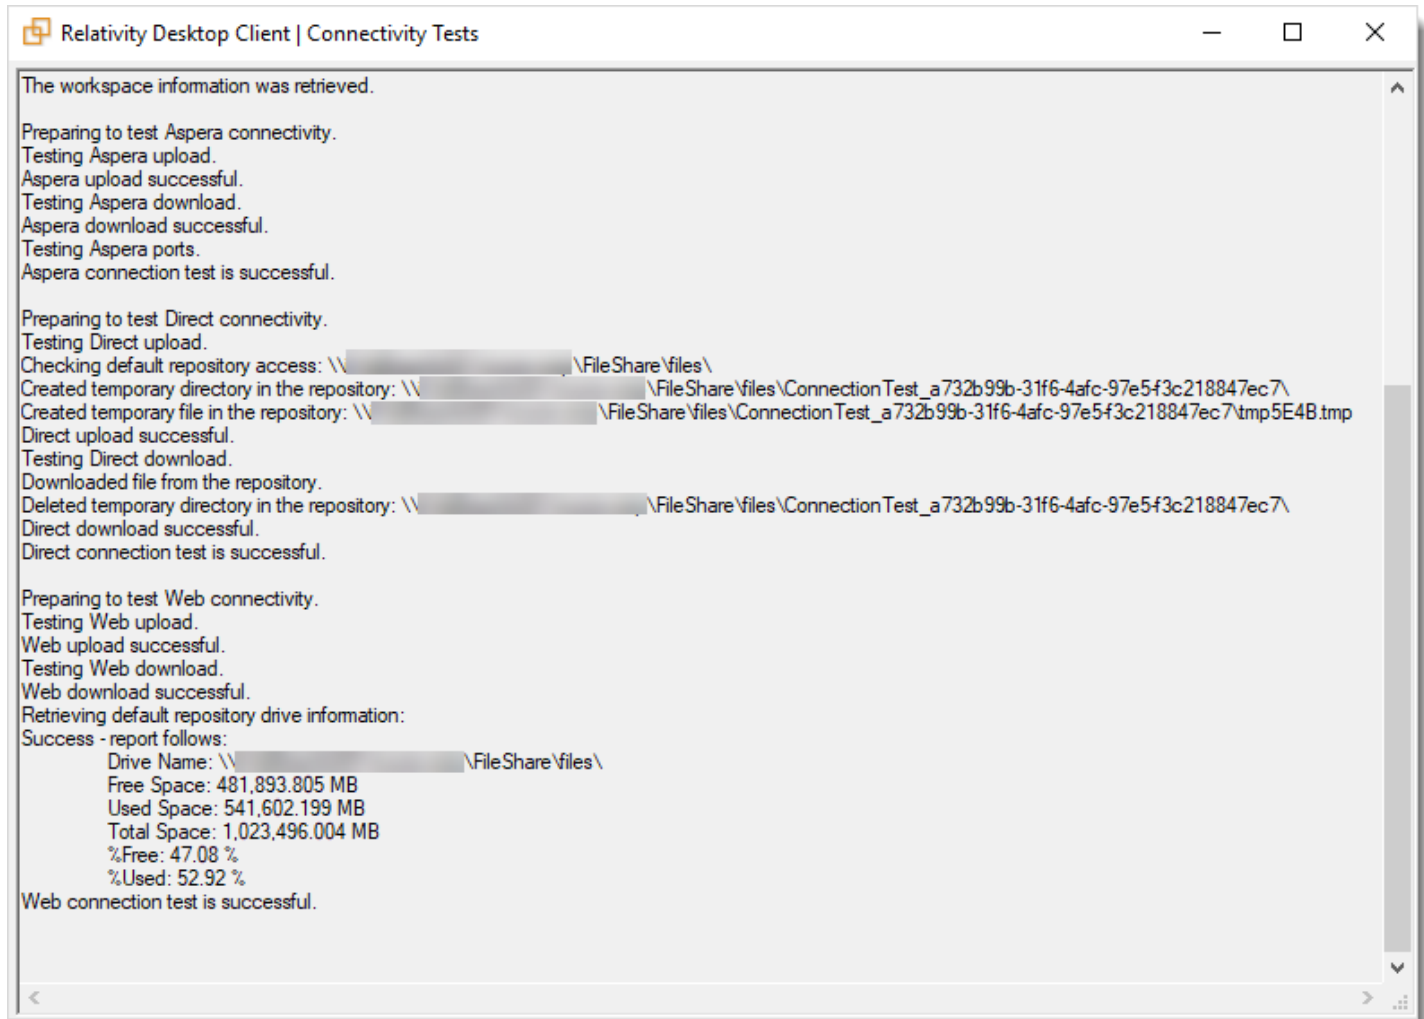 Relativity Desktop Client | Connectivity Tests
The workspace information was retrieved.
Preparing to test Aspera connectivity.
Testing Aspera upload.
Aspera upload successful.
Testing Aspera download.
Aspera download successful.
Testing Aspera ports.
Aspera connection test is successful.
Preparing to test Direct connectivity.
Testing Direct upload.
Checking default repository access: \\ \FileShare\files\
Created temporary directory in the repository: \\ \FileShare\files\ConnectionTest_a732b99b-31f6-4afc-97e5-f3c218847ec7\
Created temporary file in the repository: \\ \FileShare\files\ConnectionTest_a732b99b-31f6-4afc-97e5-f3c218847ec7\tmp5E4B.tmp
Direct upload successful.
Testing Direct download.
Downloaded file from the repository.
Deleted temporary directory in the repository: \\ \FileShare\files\ConnectionTest_a732b99b-31f6-4afc-97e5-f3c218847ec7\
Direct download successful.
Direct connection test is successful.
Preparing to test Web connectivity.
Testing Web upload.
Web upload successful.
Testing Web download.
Web download successful.
Retrieving default repository drive information:
Success - report follows:
Drive Name: \\ \FileShare\files\
Free Space: 481,893.805 MB
Used Space: 541,602.199 MB
Total Space: 1,023,496.004 MB
%Free: 47.08 %
%Used: 52.92 %
Web connection test is successful.